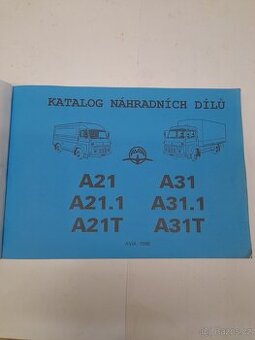 KATALOG NÁHRADNÍCH DÍLŮ
A21 A31
A21.1 A31.1
A21T A31T